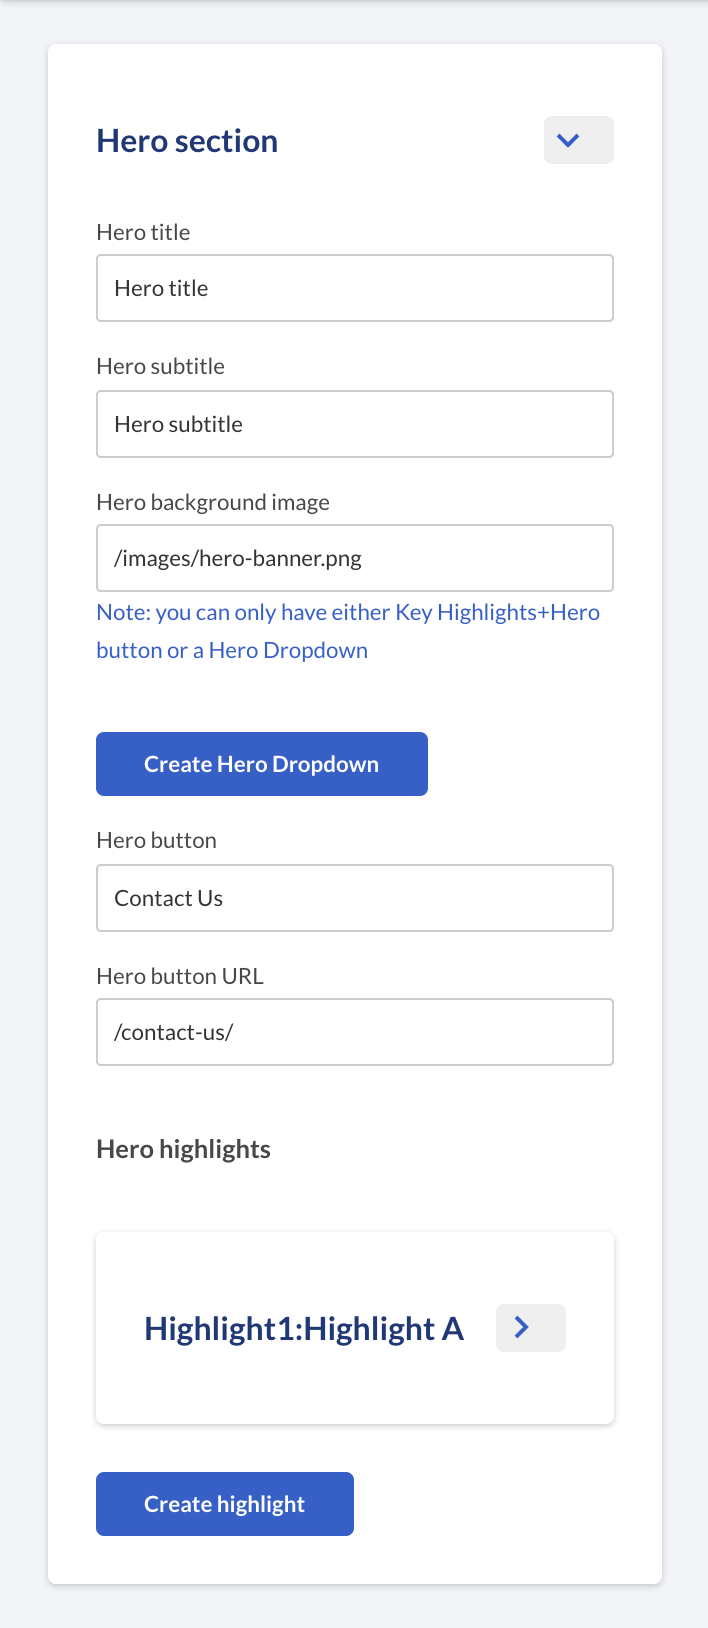 Hero section
Hero title
Hero title
Hero subtitle
Hero subtitle
Hero background image
/images/hero-banner.png
Note: you can only have either Key Highlights+Hero
button or a Hero Dropdown
Create Hero Dropdown
Hero button
Contact Us
Hero button URL
/contact-us/
Hero highlights
Highlight1:Highlight A
Create highlight